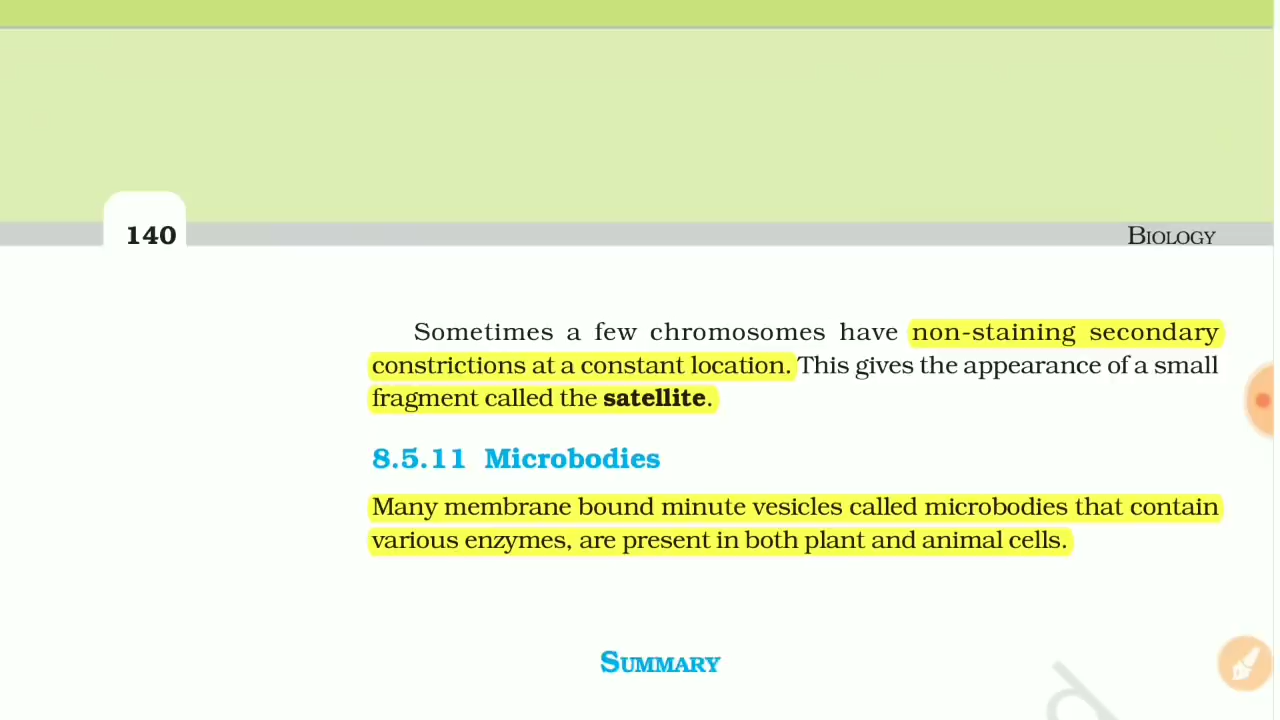 140
BIOLOGY
Sometimes a few chromosomes have non-staining secondary
constrictions at a constant location. This gives the appearance of a small
fragment called the satellite.
8.5.11 Microbodies
Many membrane bound minute vesicles called microbodies that contain
various enzymes, are present in both plant and animal cells.
SUMMARY